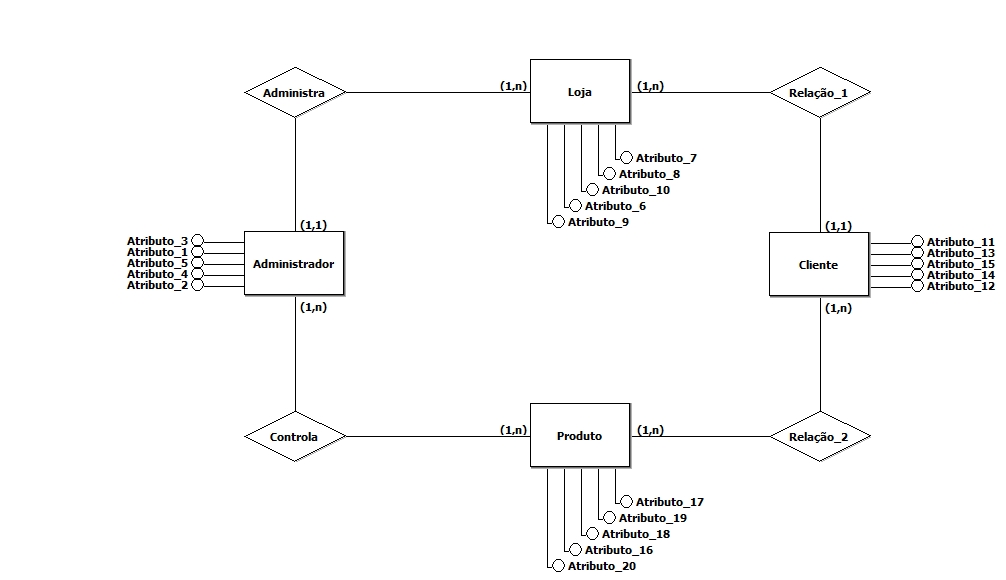 Administra
(1,n)
Loja
(1,n)
Relação_1
Atributo_7
Atributo_8
Atributo_10
Atributo_6
Atributo_9
(1,1)
(1,1)
Atributo_3
Atributo_1
Atributo_5
Atributo_4
Atributo_2
Administrador
Cliente
Atributo_11
Atributo_13
Atributo_15
Atributo_14
Atributo_12
(1,n)
(1,n)
Controla
(1,n)
Produto
(1,n)
Relação_2
Atributo_17
Atributo_19
Atributo_18
Atributo_16
Atributo_20